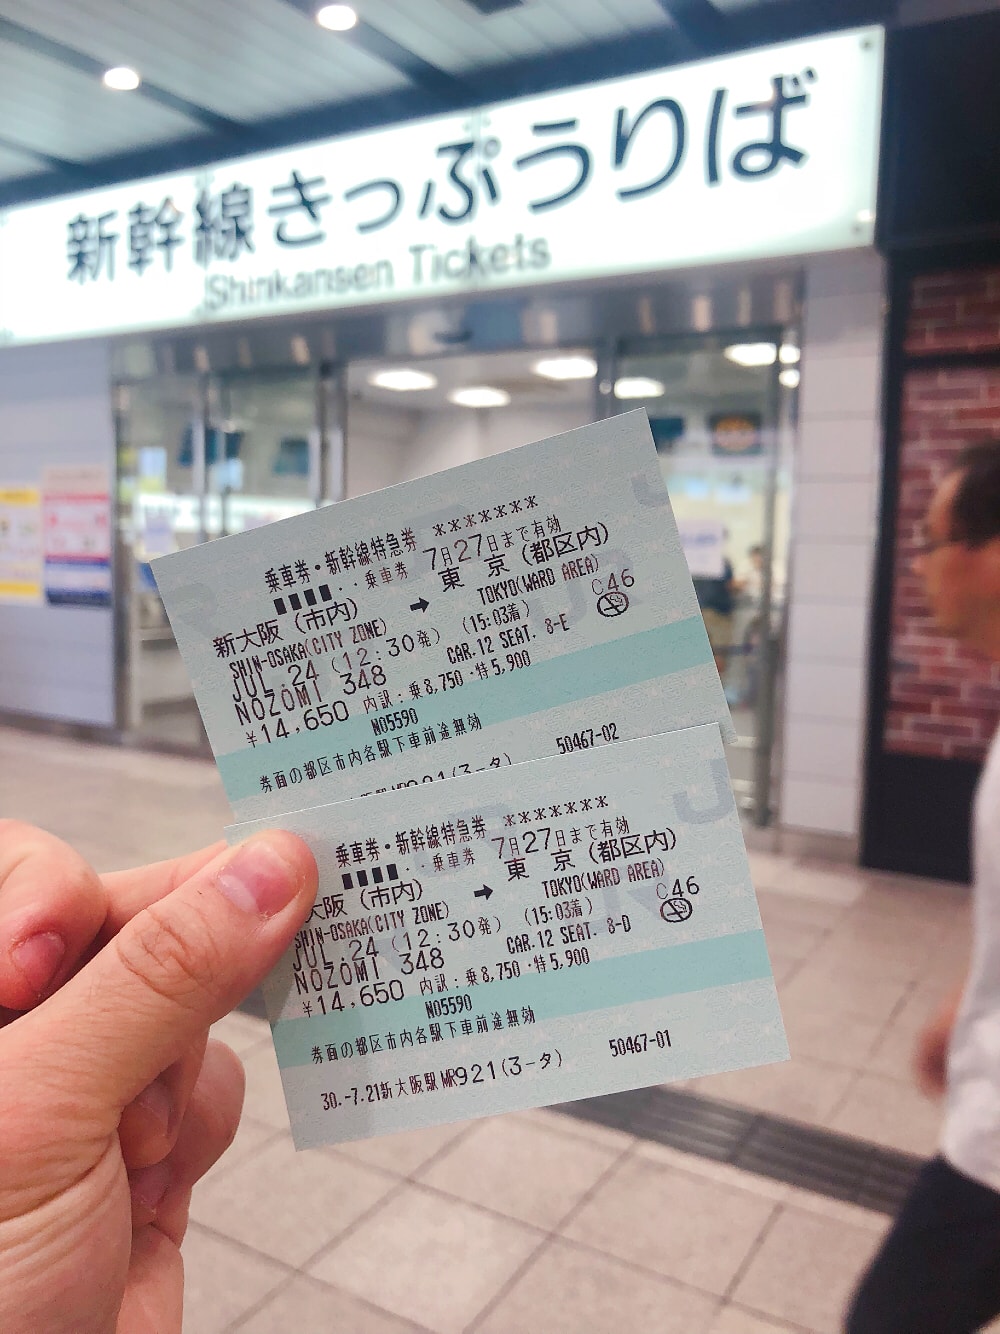 新幹線きっぷうりば
Shinkansen Tickets
乗車券・新幹線特急券 *******
▮▮▮▮・・乗車券 7月27日まで有効
新大阪(市内) ➡ 東 京(都区内)
SHIN-OSAKA(CITY ZONE) TOKYO(WARD AREA)
JUL.24(12:30発) (15:03着) C46
NOZOMI 348 CAR.12 SEAT. 8-E
¥14,650 内訳:乗8,750・特5,900
N05590
券面の都区市内各駅下車前途無効
50467-02
乗車券・新幹線特急券 *******
▮▮▮▮・・乗車券 7月27日まで有効
大阪(市内) ➡ 東 京(都区内)
SHIN-OSAKA(CITY ZONE) TOKYO(WARD AREA)
JUL.24(12:30発) (15:03着) C46
NOZOMI 348 CAR.12 SEAT. 8-D
¥14,650 内訳:乗8,750・特5,900
N05590
券面の都区市内各駅下車前途無効
30.-7.21新大阪駅MR921(3-タ) 50467-01